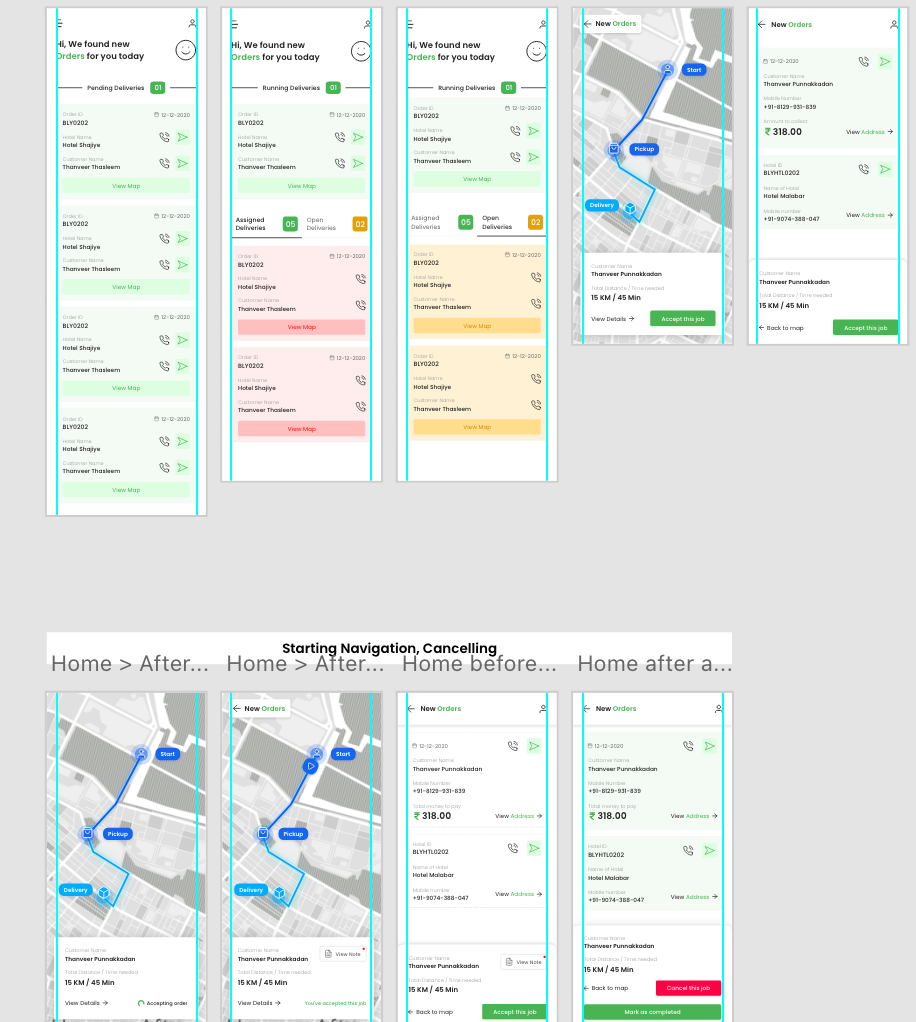 Hi, We found new
Orders for you today
Pending Deliveries 01
Order ID
12-12-2020
BLY0202
Hotel Name
Hotel Shajiye
Customer Name
Thanveer Thasleem
View Map
Order ID
12-12-2020
BLY0202
Hotel Name
Hotel Shajiye
Customer Name
Thanveer Thasleem
View Map
Order ID
12-12-2020
BLY0202
Hotel Name
Hotel Shajiye
Customer Name
Thanveer Thasleem
View Map
Order ID
12-12-2020
BLY0202
Hotel Name
Hotel Shajiye
Customer Name
Thanveer Thasleem
View Map
Hi, We found new
Orders for you today
Running Deliveries 01
Order ID
12-12-2020
BLY0202
Hotel Name
Hotel Shajiye
Customer Name
Thanveer Thasleem
View Map
Assigned
Deliveries
05
Open
Deliveries
02
Order ID
12-12-2020
BLY0202
Hotel Name
Hotel Shajiye
Customer Name
Thanveer Thasleem
View Map
Order ID
12-12-2020
BLY0202
Hotel Name
Hotel Shajiye
Customer Name
Thanveer Thasleem
View Map
Hi, We found new
Orders for you today
Running Deliveries 01
Order ID
12-12-2020
BLY0202
Hotel Name
Hotel Shajiye
Customer Name
Thanveer Thasleem
View Map
Assigned
Deliveries
05
Open
Deliveries
02
Order ID
12-12-2020
BLY0202
Hotel Name
Hotel Shajiye
Customer Name
Thanveer Thasleem
View Map
Order ID
12-12-2020
BLY0202
Hotel Name
Hotel Shajiye
Customer Name
Thanveer Thasleem
View Map
New Orders
Start
Pickup
Delivery
Customer Name
Thanveer Punnakkadan
Total Distance / Time needed
15 KM / 45 Min
View Details → Accept this job
New Orders
12-12-2020
Customer Name
Thanveer Punnakkadan
Mobile Number
+91-8129-931-839
Amount to collect
₹ 318.00 View Address →
Hotel ID
BLYHTL0202
Name of Hotel
Hotel Malabar
Mobile number
+91-9074-388-047 View Address →
Customer Name
Thanveer Punnakkadan
Total Distance / Time needed
15 KM / 45 Min
← Back to map Accept this job
Starting Navigation, Cancelling
Home > After... Home > After... Home before... Home after a...
Start
Pickup
Delivery
Customer Name
Thanveer Punnakkadan
Total Distance / Time needed
15 KM / 45 Min
View Details → Accepting order
New Orders
Start
Pickup
Delivery
Customer Name
Thanveer Punnakkadan
View Note
Total Distance / Time needed
15 KM / 45 Min
View Details → You've accepted this job
New Orders
12-12-2020
Customer Name
Thanveer Punnakkadan
Mobile Number
+91-8129-931-839
Total money to pay
₹ 318.00 View Address →
Hotel ID
BLYHTL0202
Name of Hotel
Hotel Malabar
Mobile number
+91-9074-388-047 View Address →
Customer Name
Thanveer Punnakkadan
View Note
Total Distance / Time needed
15 KM / 45 Min
← Back to map Accept this job
New Orders
12-12-2020
Customer Name
Thanveer Punnakkadan
Mobile Number
+91-8129-931-839
Total money to pay
₹ 318.00 View Address →
Hotel ID
BLYHTL0202
Name of Hotel
Hotel Malabar
Mobile number
+91-9074-388-047 View Address →
Customer Name
Thanveer Punnakkadan
Total Distance / Time needed
15 KM / 45 Min
← Back to map Cancel this job
Mark as completed